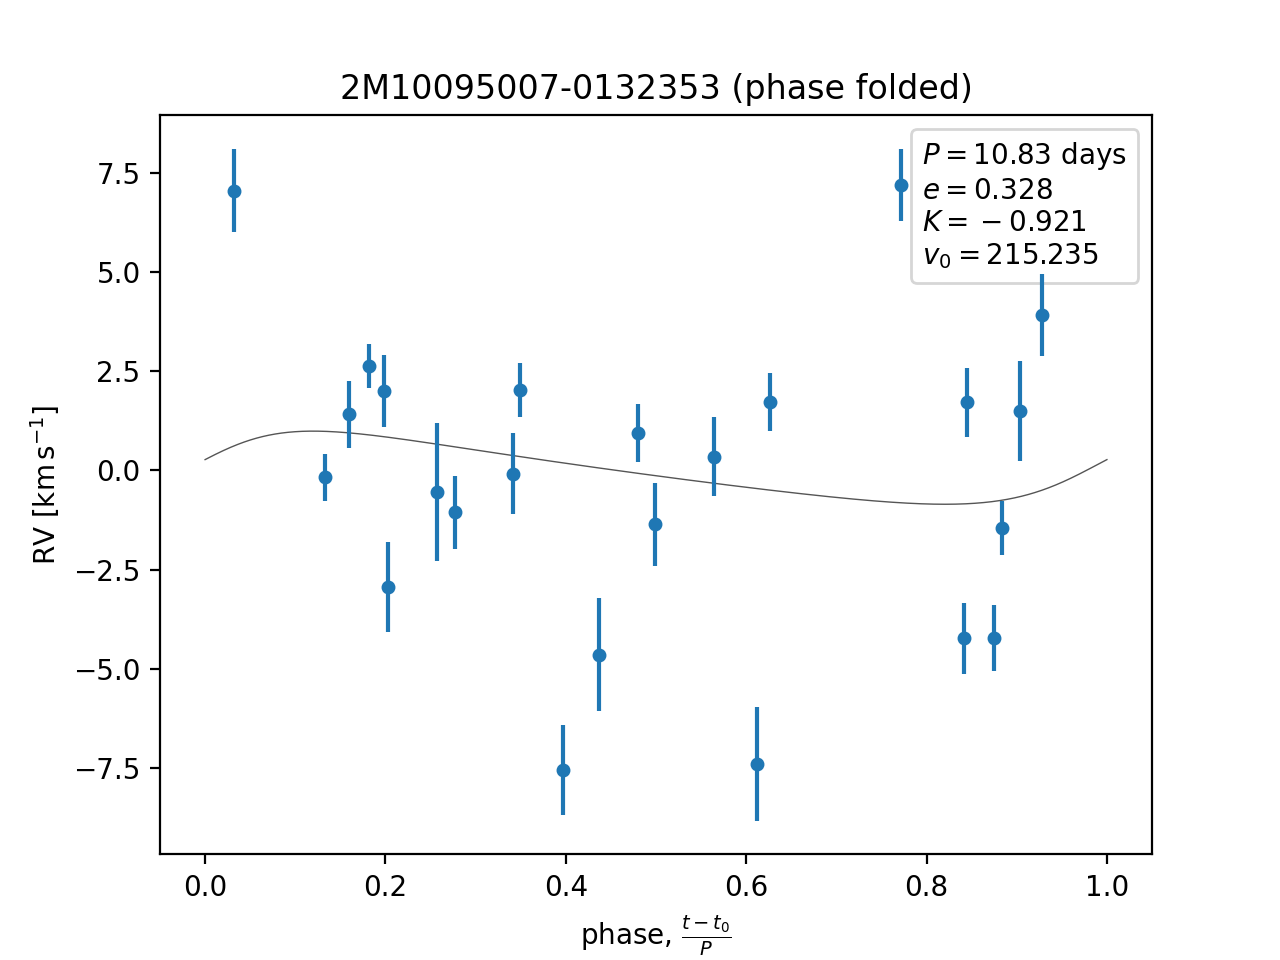 2M10095007-0132353 (phase folded)
P = 10.83 days
e = 0.328
K = −0.921
v₀ = 215.235
7.5
5.0
2.5
0.0
−2.5
−5.0
−7.5
RV [km s⁻¹]
0.0 0.2 0.4 0.6 0.8 1.0
phase, (t − t₀)/P